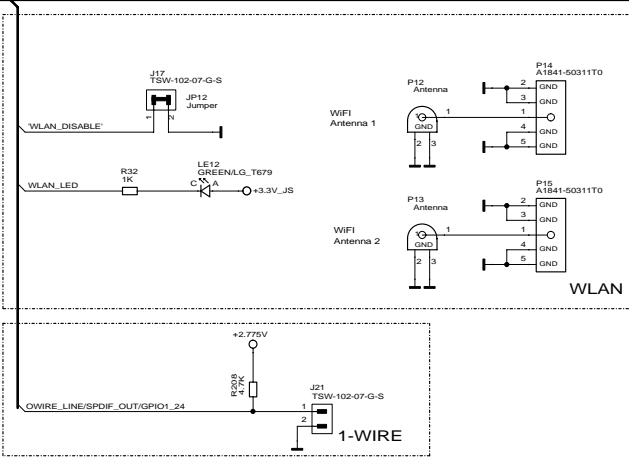 J17
TSW-102-07-G-S
JP12
Jumper
1
2
'WLAN_DISABLE'
R32
1K
LE12
GREEN/LG_T679
C
A
WLAN_LED
+3.3V_JS
WiFI
Antenna 1
P12
Antenna
1
GND
2
3
1
P14
A1841-50311T0
2
GND
3
GND
1
4
GND
5
GND
WiFI
Antenna 2
P13
Antenna
1
GND
2
3
1
P15
A1841-50311T0
2
GND
3
GND
1
4
GND
5
GND
WLAN
+2.775V
R208
4.7K
J21
TSW-102-07-G-S
OWIRE_LINE/SPDIF_OUT/GPIO1_24
1
2
1-WIRE